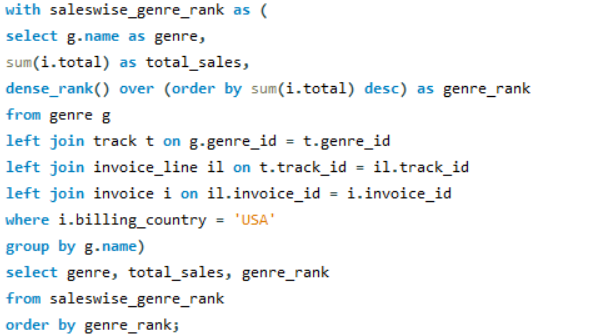 with saleswise_genre_rank as (
select g.name as genre,
sum(i.total) as total_sales,
dense_rank() over (order by sum(i.total) desc) as genre_rank
from genre g
left join track t on g.genre_id = t.genre_id
left join invoice_line il on t.track_id = il.track_id
left join invoice i on il.invoice_id = i.invoice_id
where i.billing_country = 'USA'
group by g.name)
select genre, total_sales, genre_rank
from saleswise_genre_rank
order by genre_rank;